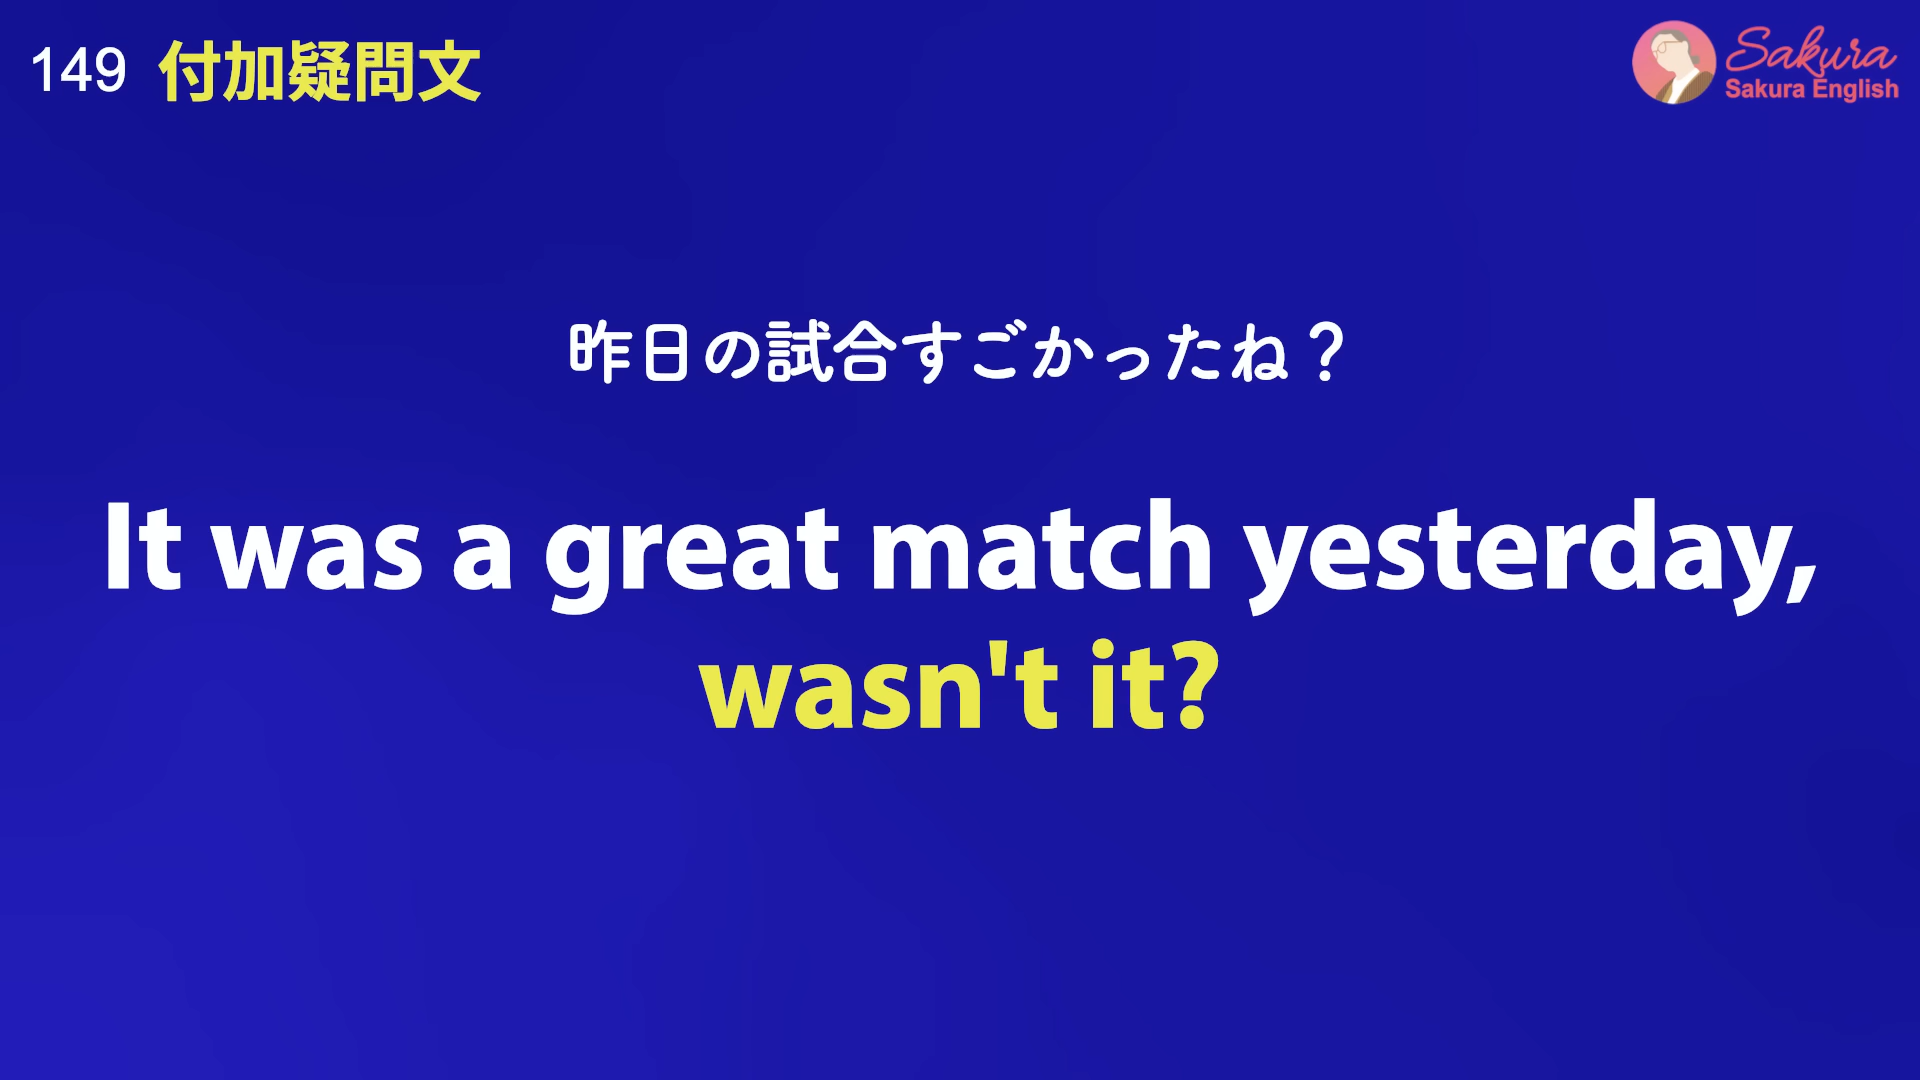 149 付加疑問文
Sakura
Sakura English
昨日の試合すごかったね？
It was a great match yesterday,
wasn't it?